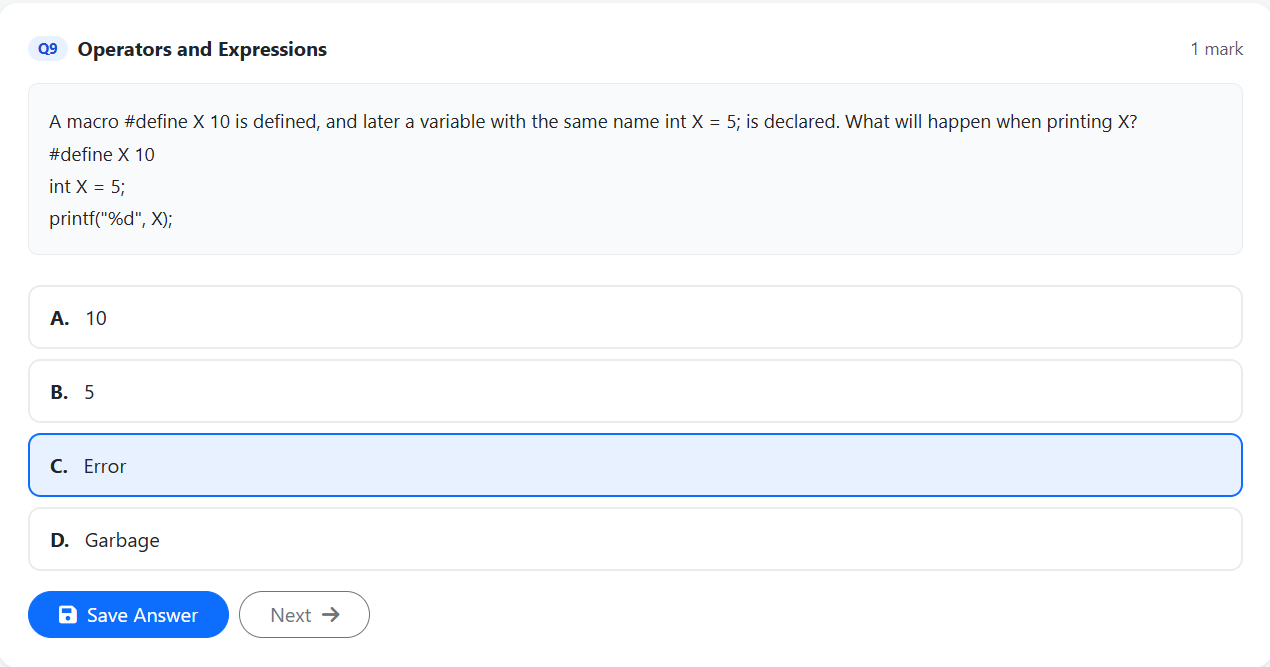 Q9 Operators and Expressions 1 mark
A macro #define X 10 is defined, and later a variable with the same name int X = 5; is declared. What will happen when printing X?
#define X 10
int X = 5;
printf("%d", X);
A. 10
B. 5
C. Error
D. Garbage
Save Answer Next